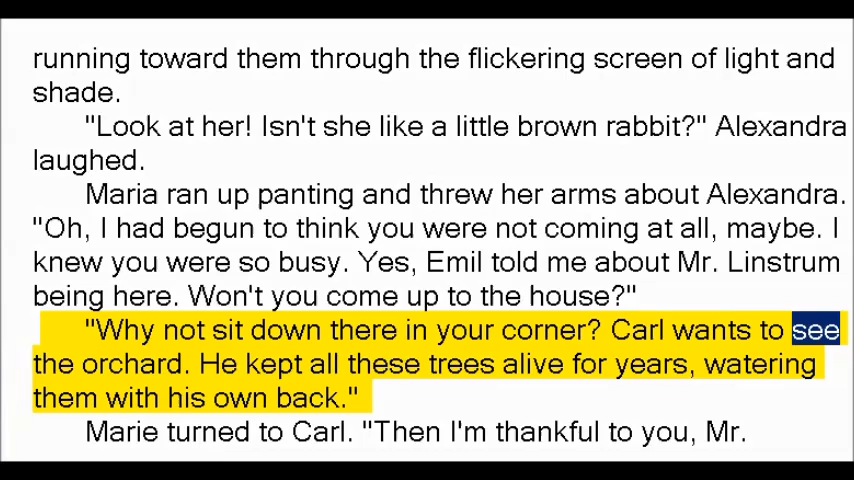 running toward them through the flickering screen of light and
shade.
"Look at her! Isn't she like a little brown rabbit?" Alexandra
laughed.
Maria ran up panting and threw her arms about Alexandra.
"Oh, I had begun to think you were not coming at all, maybe. I
knew you were so busy. Yes, Emil told me about Mr. Linstrum
being here. Won't you come up to the house?"
"Why not sit down there in your corner? Carl wants to see
the orchard. He kept all these trees alive for years, watering
them with his own back."
Marie turned to Carl. "Then I'm thankful to you, Mr.